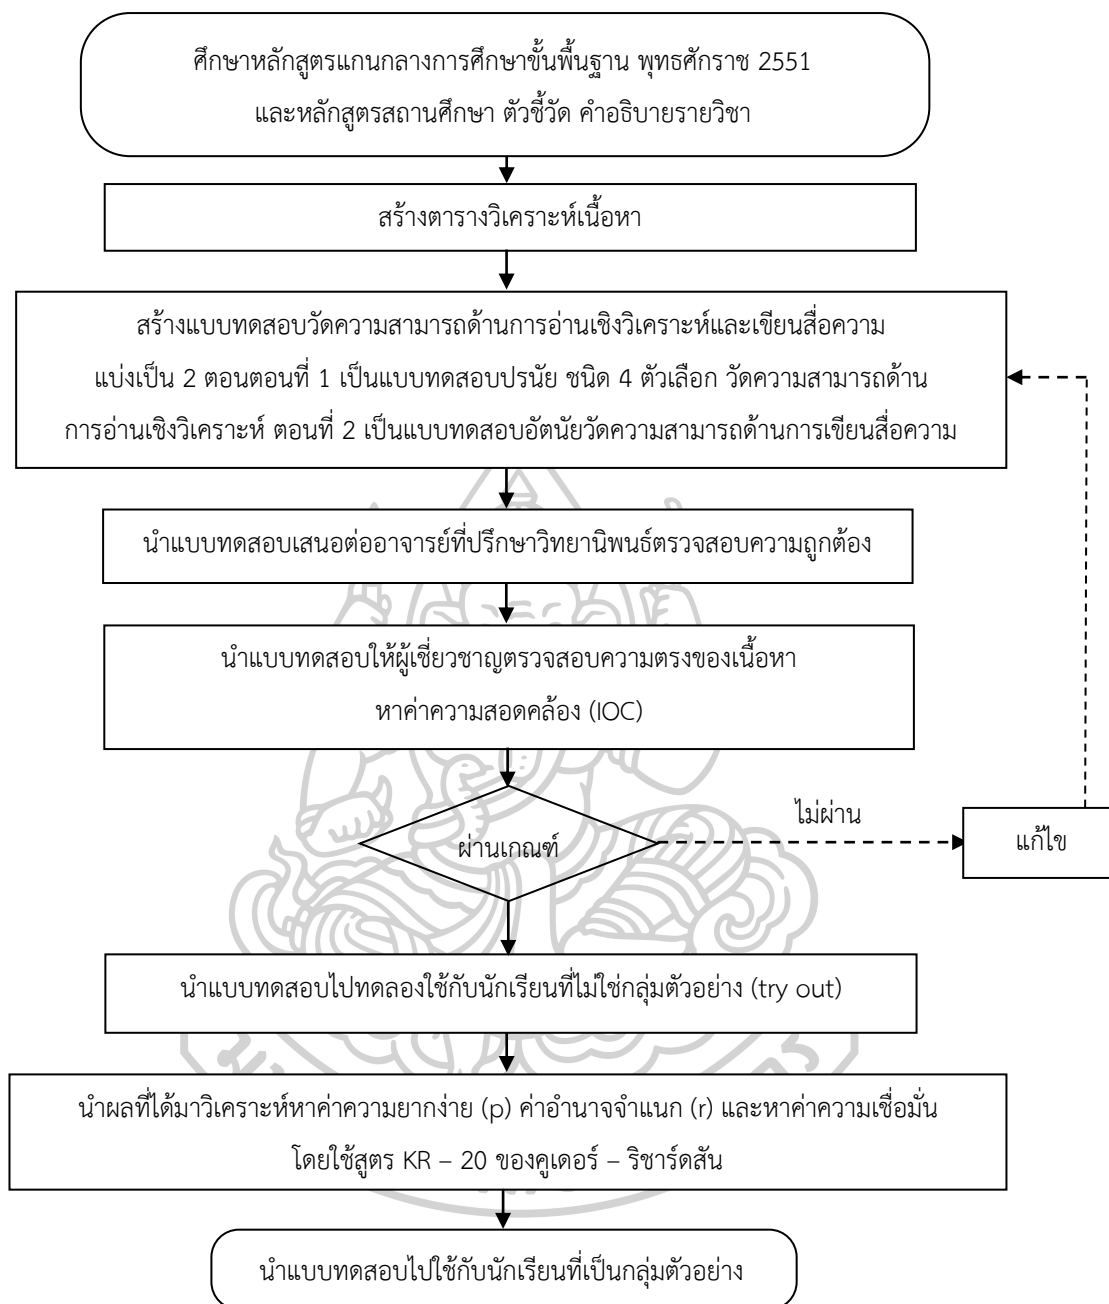 ศึกษาหลักสูตรแกนกลางการศึกษาขั้นพื้นฐาน พุทธศักราช 2551
และหลักสูตรสถานศึกษา ตัวชี้วัด คำอธิบายรายวิชา
สร้างตารางวิเคราะห์เนื้อหา
สร้างแบบทดสอบวัดความสามารถด้านการอ่านเชิงวิเคราะห์และเขียนสื่อความ
แบ่งเป็น 2 ตอนตอนที่ 1 เป็นแบบทดสอบปรนัย ชนิด 4 ตัวเลือก วัดความสามารถด้าน
การอ่านเชิงวิเคราะห์ ตอนที่ 2 เป็นแบบทดสอบอัตนัยวัดความสามารถด้านการเขียนสื่อความ
นำแบบทดสอบเสนอต่ออาจารย์ที่ปรึกษาวิทยานิพนธ์ตรวจสอบความถูกต้อง
นำแบบทดสอบให้ผู้เชี่ยวชาญตรวจสอบความตรงของเนื้อหา
หาค่าความสอดคล้อง (IOC)
ผ่านเกณฑ์
ไม่ผ่าน
แก้ไข
นำแบบทดสอบไปทดลองใช้กับนักเรียนที่ไม่ใช่กลุ่มตัวอย่าง (try out)
นำผลที่ได้มาวิเคราะห์หาค่าความยากง่าย (p) ค่าอำนาจจำแนก (r) และหาค่าความเชื่อมั่น
โดยใช้สูตร KR – 20 ของคูเดอร์ – ริชาร์ดสัน
นำแบบทดสอบไปใช้กับนักเรียนที่เป็นกลุ่มตัวอย่าง